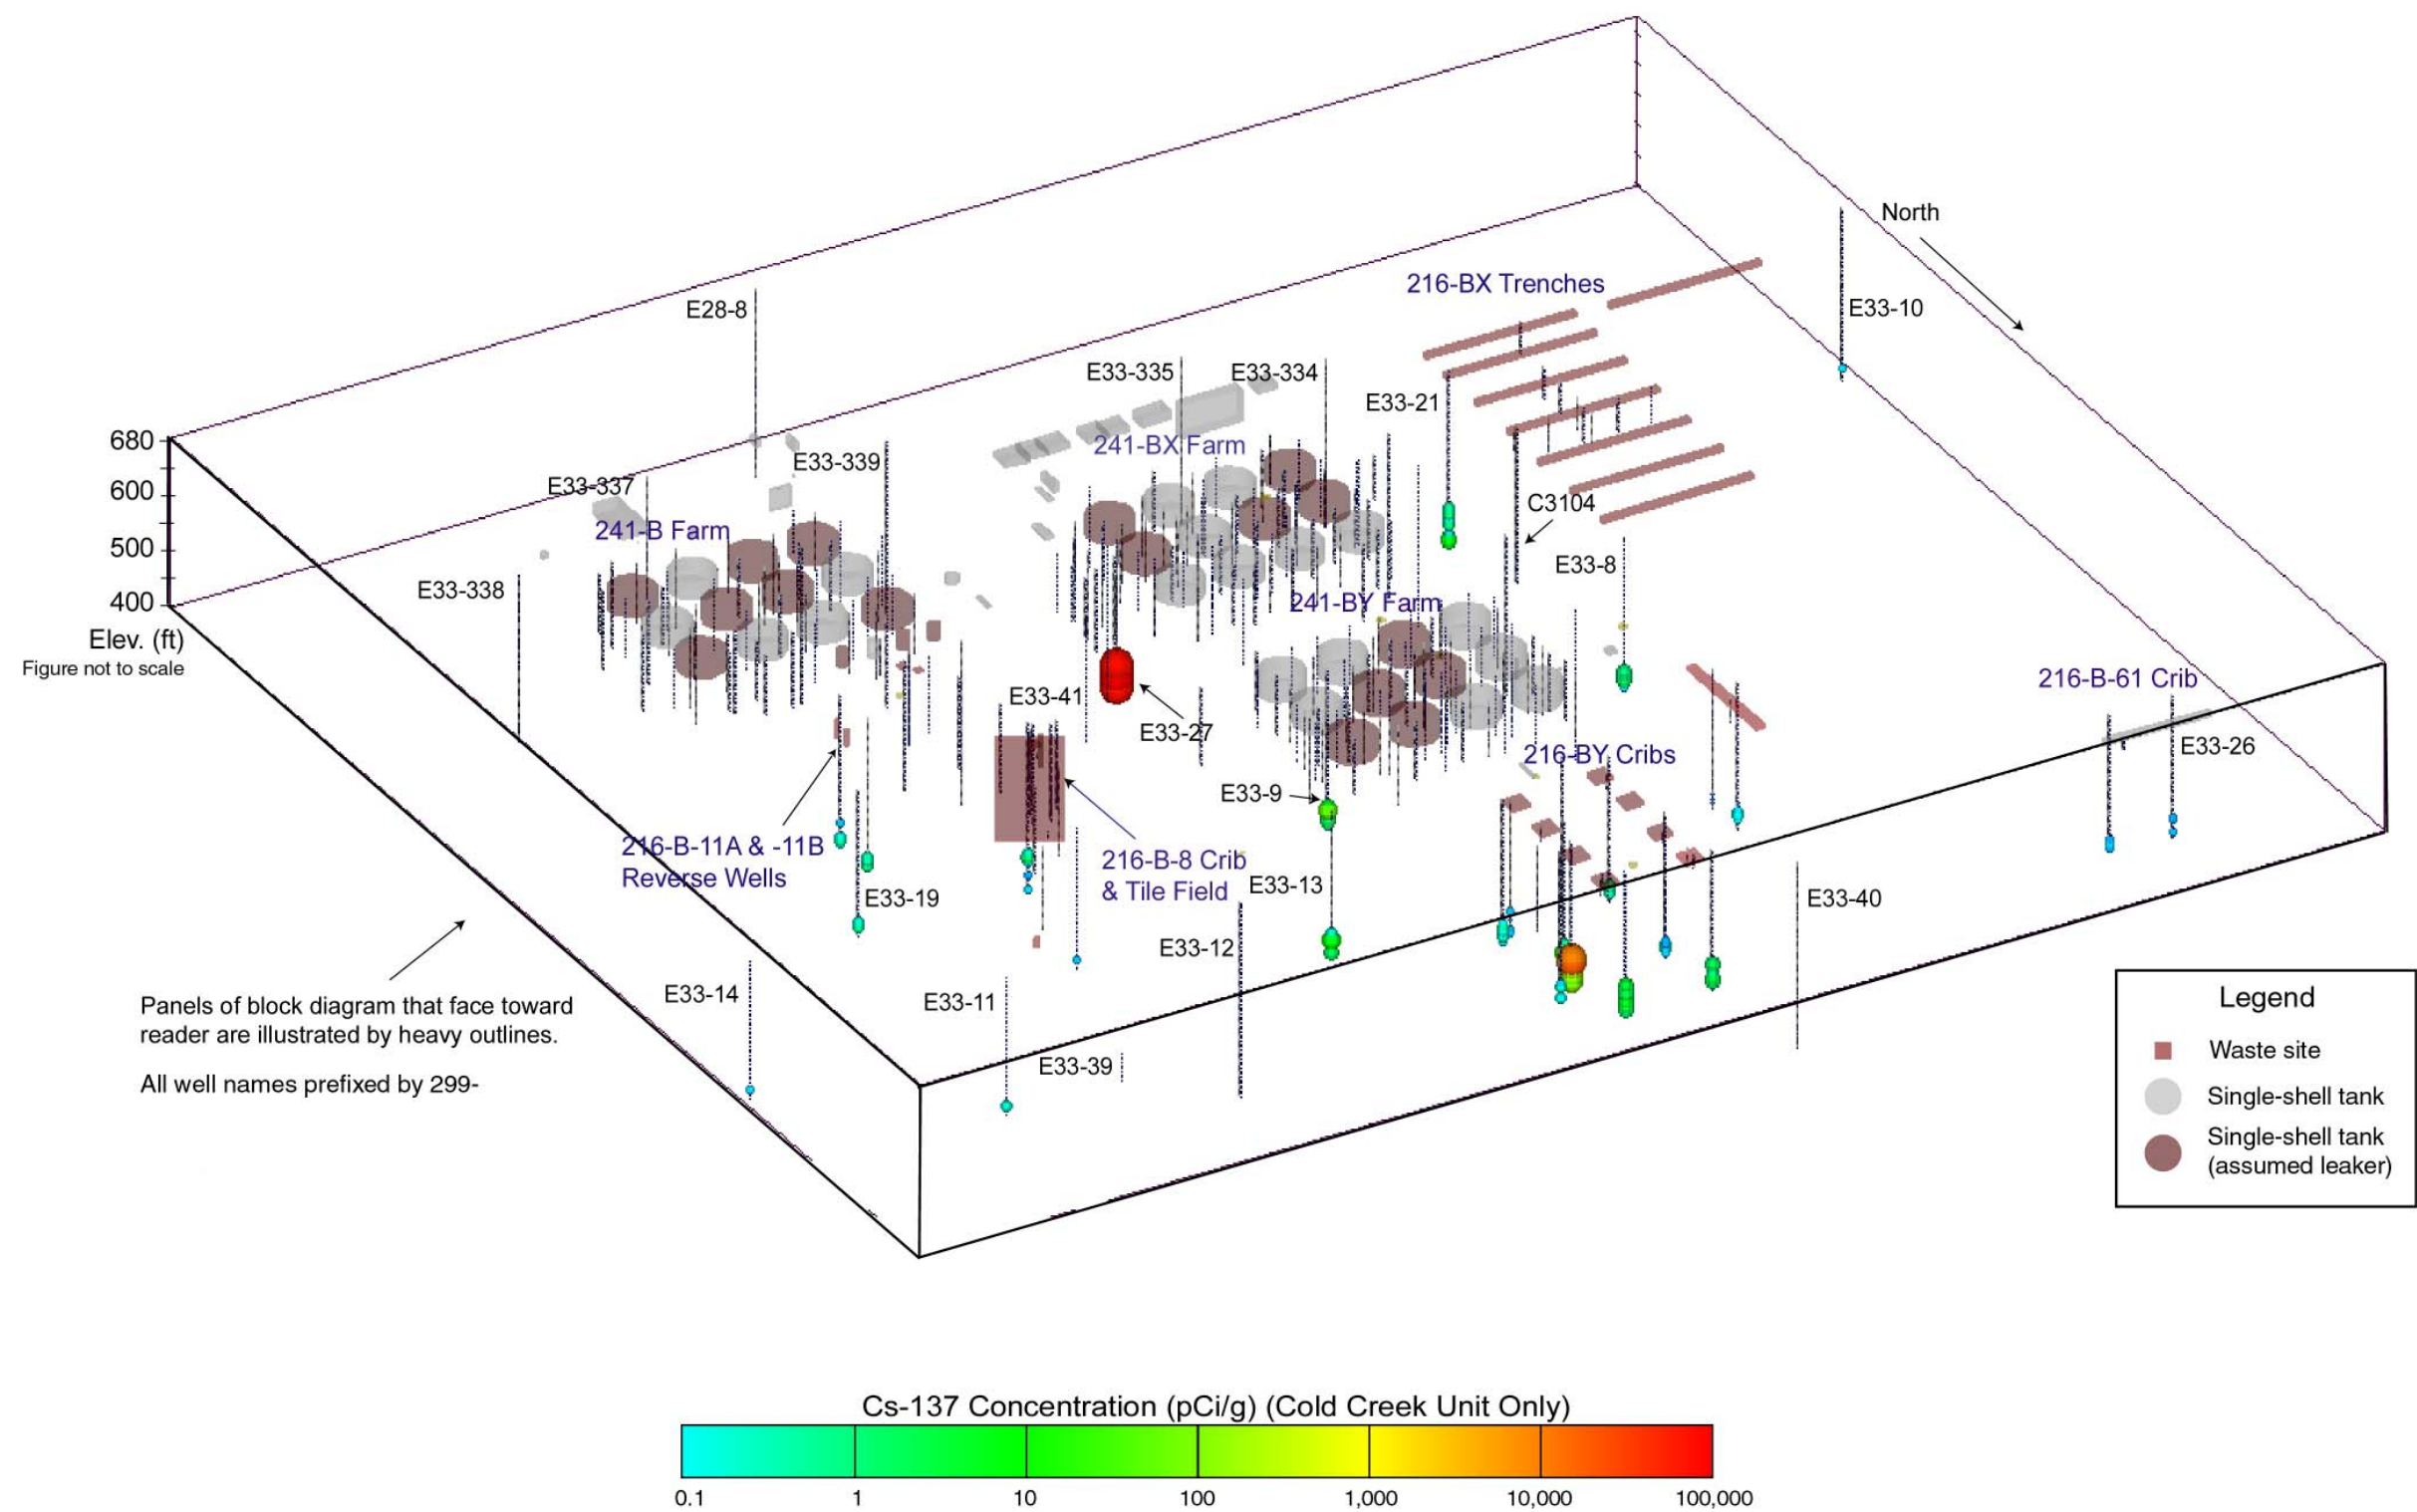 North
216-BX Trenches
E28-8
E33-10
E33-335
E33-334
E33-21
680
E33-339
241-BX Farm
600
E33-337
C3104
241-B Farm
500
E33-8
E33-338
400
241-BY Farm
Elev. (ft)
Figure not to scale
216-B-61 Crib
E33-41
E33-27
E33-26
216-BY Cribs
E33-9
216-B-11A & -11B
Reverse Wells
216-B-8 Crib
& Tile Field
E33-13
E33-19
E33-40
E33-12
Panels of block diagram that face toward
reader are illustrated by heavy outlines.
All well names prefixed by 299-
E33-14
E33-11
E33-39
Legend
Waste site
Single-shell tank
Single-shell tank
(assumed leaker)
Cs-137 Concentration (pCi/g) (Cold Creek Unit Only)
0.1 1 10 100 1,000 10,000 100,000